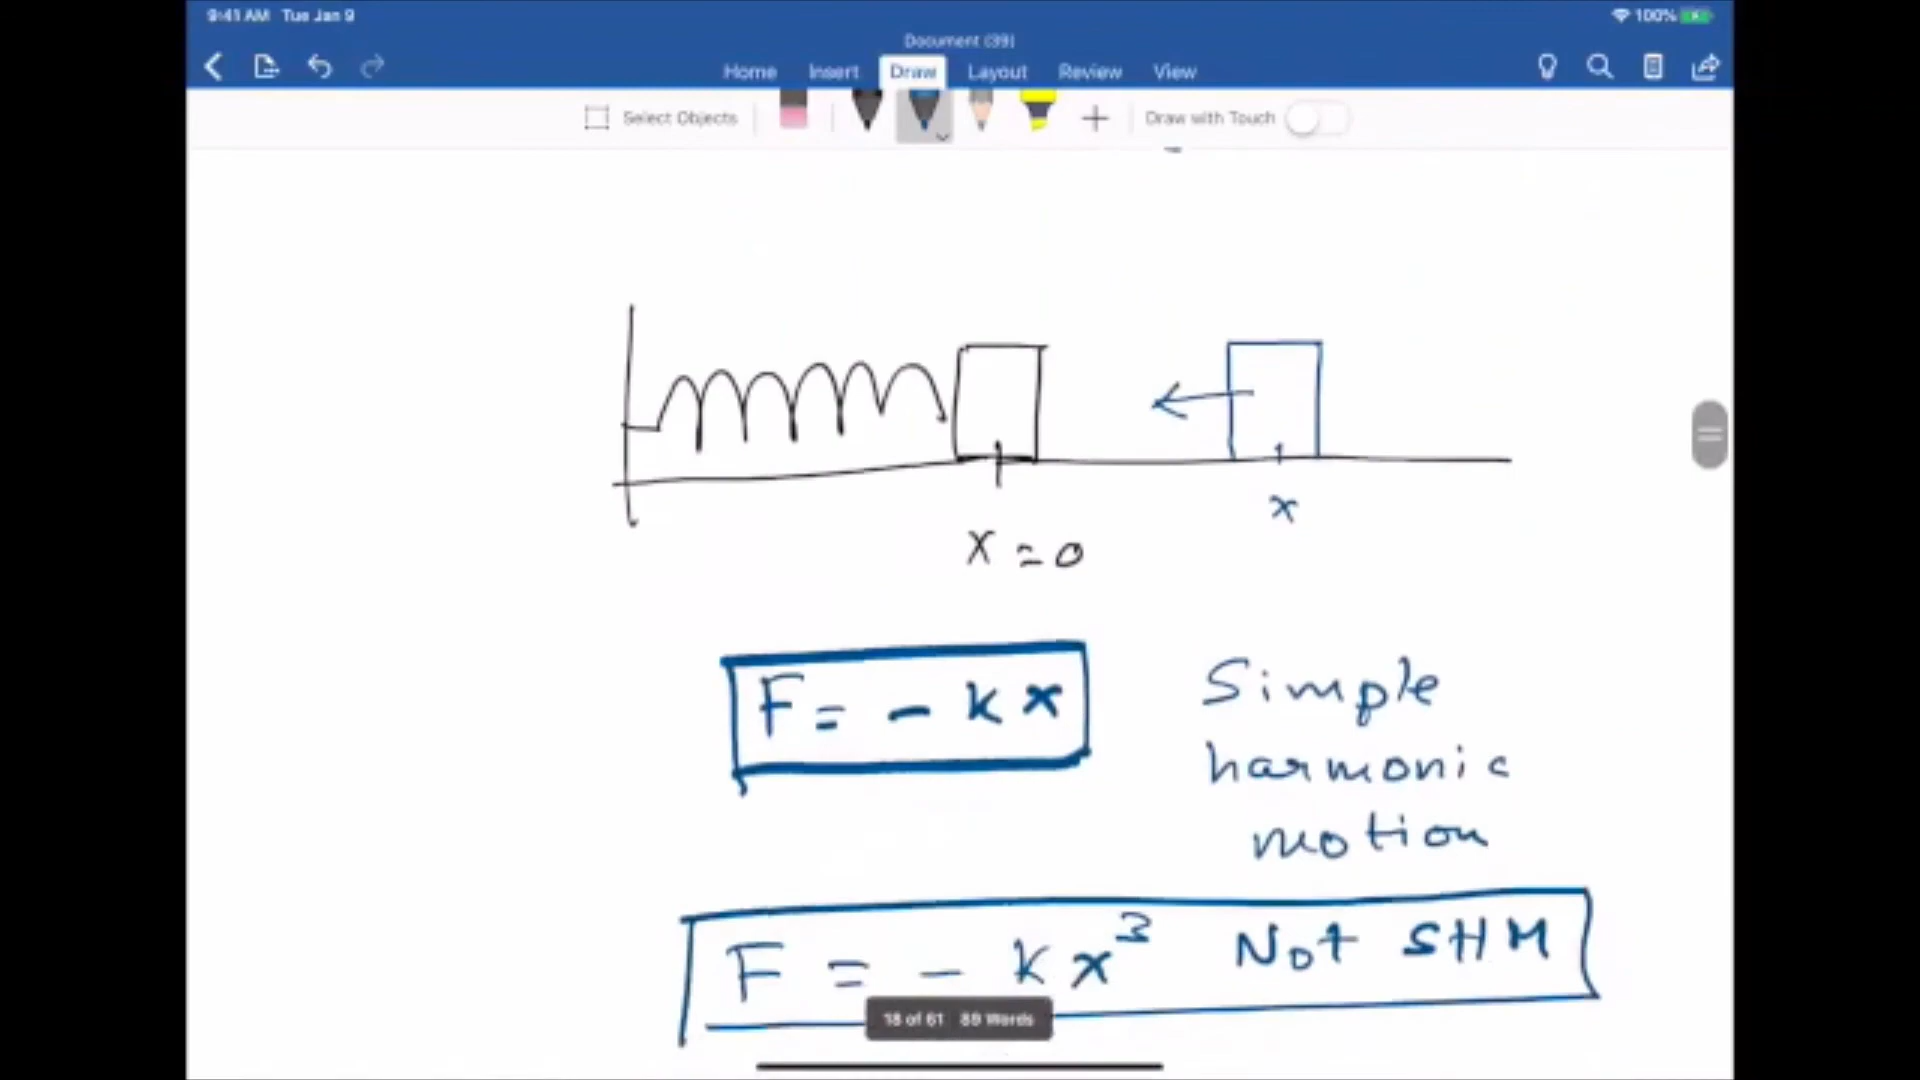 9:41 AM Tue Jan 9
100%
Document (39)
Home Insert Draw Layout Review View
Select Objects
Draw with Touch
x
x = 0
F = - kx
Simple
harmonic
motion
F = - kx³ Not SHM
18 of 61 89 Words